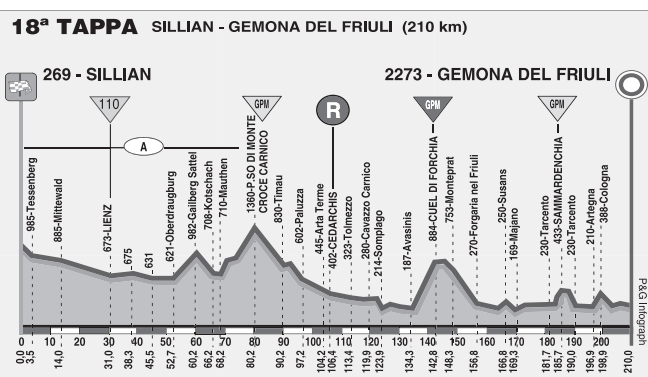 18ª TAPPA SILLIAN - GEMONA DEL FRIULI (210 km)
269 - SILLIAN
2273 - GEMONA DEL FRIULI
110
GPM
R
GPM
GPM
A
985-Tessenberg
885-Mittewald
673-LIENZ
675
631
621-Oberdraugburg
982-Gailberg Sattel
708-Kotschach
710-Mauthen
1360-P.SO DI MONTE
CROCE CARNICO
830-Timau
602-Paluzza
445-Arta Terme
402-CEDARCHIS
323-Tolmezzo
280-Cavazzo Carnico
214-Somplago
187-Avasinis
884-CUEL DI FORCHIA
753-Monteprat
270-Forgaria nel Friuli
250-Susans
169-Majano
230-Tarcento
433-SAMMARDENCHIA
230-Tarcento
210-Artegna
388-Cologna
P&G Infograph
0 10 20 30 40 50 60 70 80 90 100 110 120 130 140 150 160 170 180 190 200
0,0 3,5 14,0 31,0 38,3 45,5 52,7 60,2 66,2 68,2 80,2 90,2 97,2 104,2 106,4 113,4 119,9 123,9 134,3 142,8 148,3 156,8 166,8 169,3 181,7 185,7 190,0 196,9 198,9 210,0